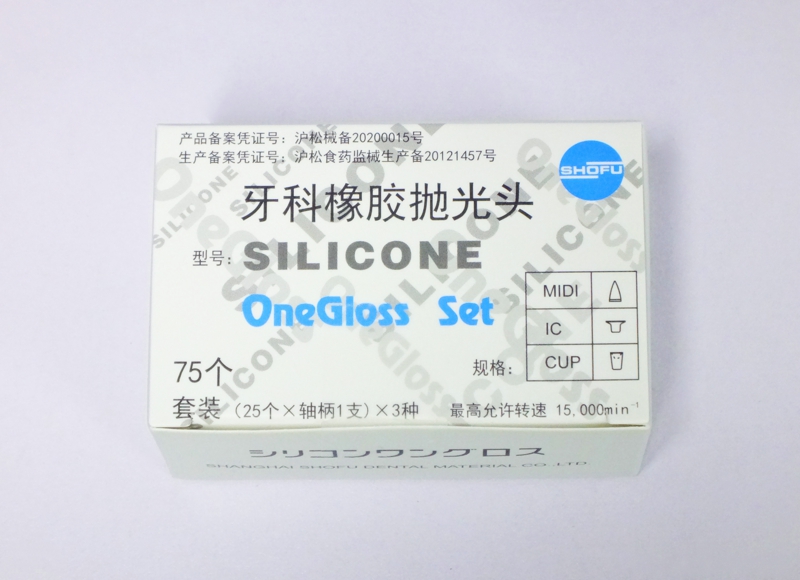 产品备案凭证号：沪松械备20200015号
生产备案凭证号：沪松食药监械生产备20121457号
SHOFU
牙科橡胶抛光头
型号：SILICONE
OneGloss Set
规格：
MIDI
IC
CUP
75个
套装（25个×轴柄1支）×3种
最高允许转速 15,000min⁻¹
シリコンワングロス
SHANGHAI SHOFU DENTAL MATERIAL CO.,LTD